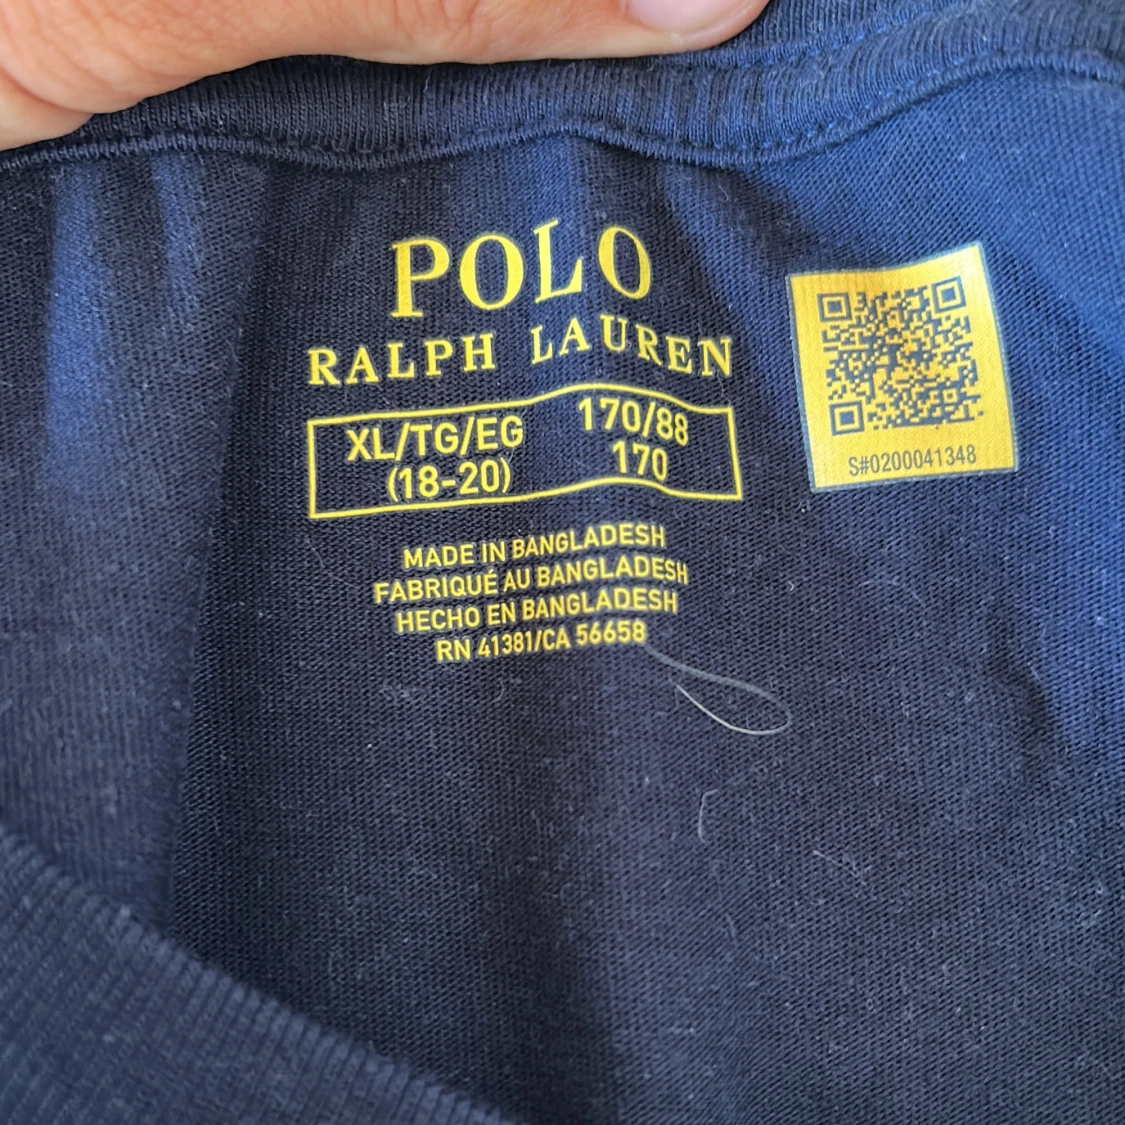 POLO
RALPH LAUREN
XL/TG/EG 170/88
(18-20) 170
MADE IN BANGLADESH
FABRIQUÉ AU BANGLADESH
HECHO EN BANGLADESH
RN 41381/CA 56658
S#0200041348